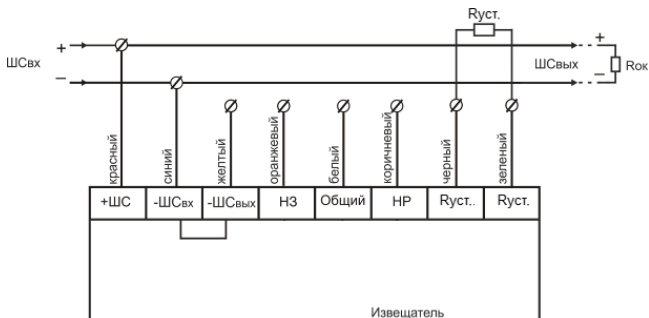 Rуст.
+
+
ШСвх
ШСвых
Rок
–
–
красный
синий
желтый
оранжевый
белый
коричневый
черный
зеленый
+ШС
-ШСвх
-ШСвых
НЗ
Общий
НР
Rуст..
Rуст.
Извещатель